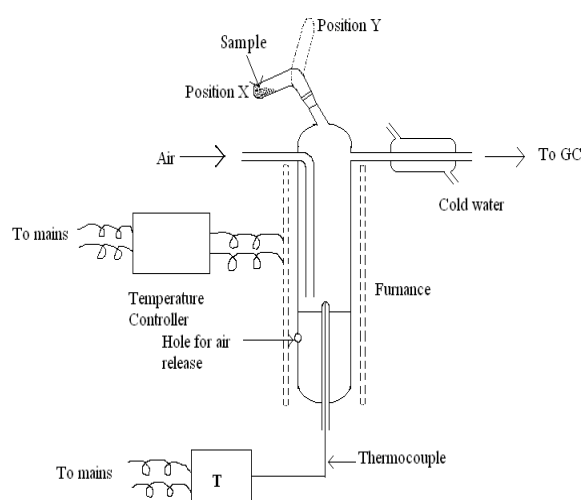 Position Y
Sample
Position X
Air
To GC
Cold water
To mains
Furnance
Temperature
Controller
Hole for air
release
Thermocouple
To mains
T